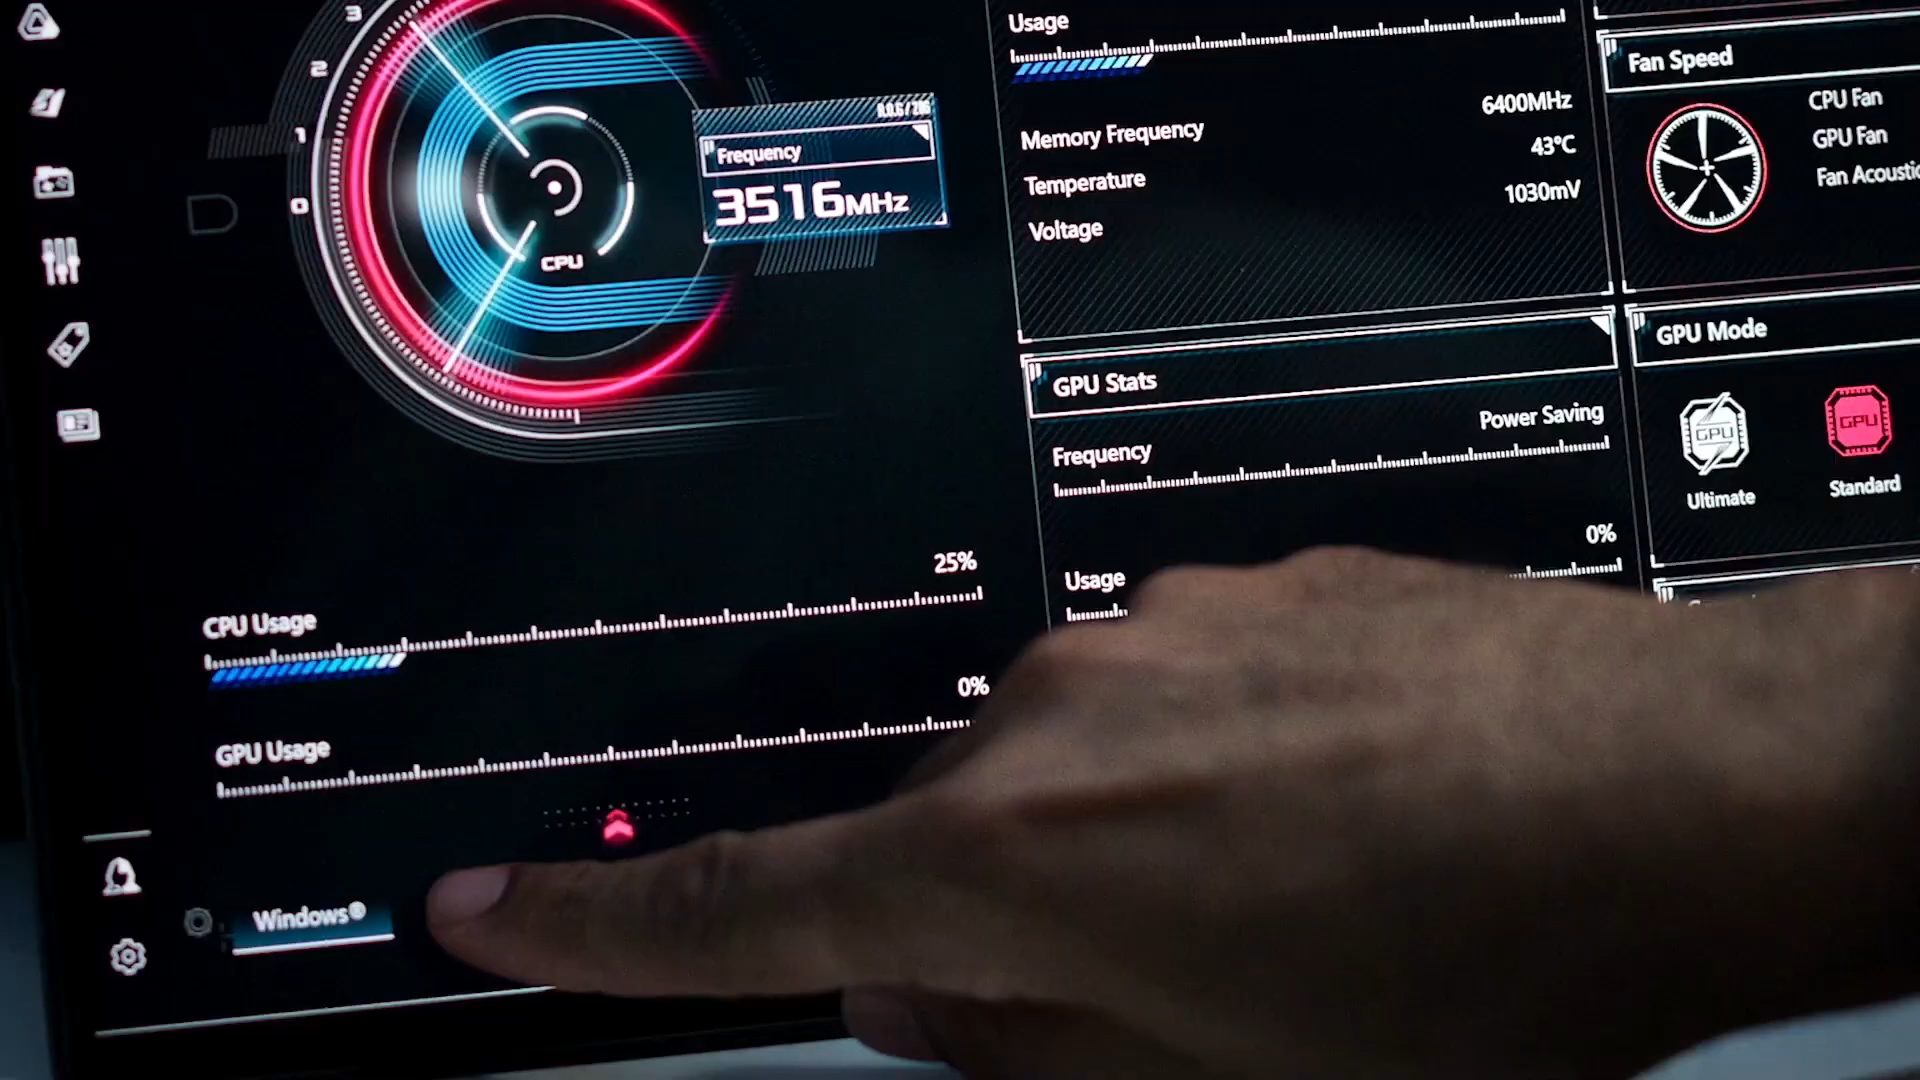 3
2
1
0
Frequency
3516MHz
CPU
CPU Usage
25%
GPU Usage
0%
Windows®
Usage
Memory Frequency
6400MHz
Temperature
43°C
Voltage
1030mV
GPU Stats
Frequency
Power Saving
Usage
0%
Fan Speed
CPU Fan
GPU Fan
Fan Acoustic
GPU Mode
GPU
GPU
Ultimate
Standard